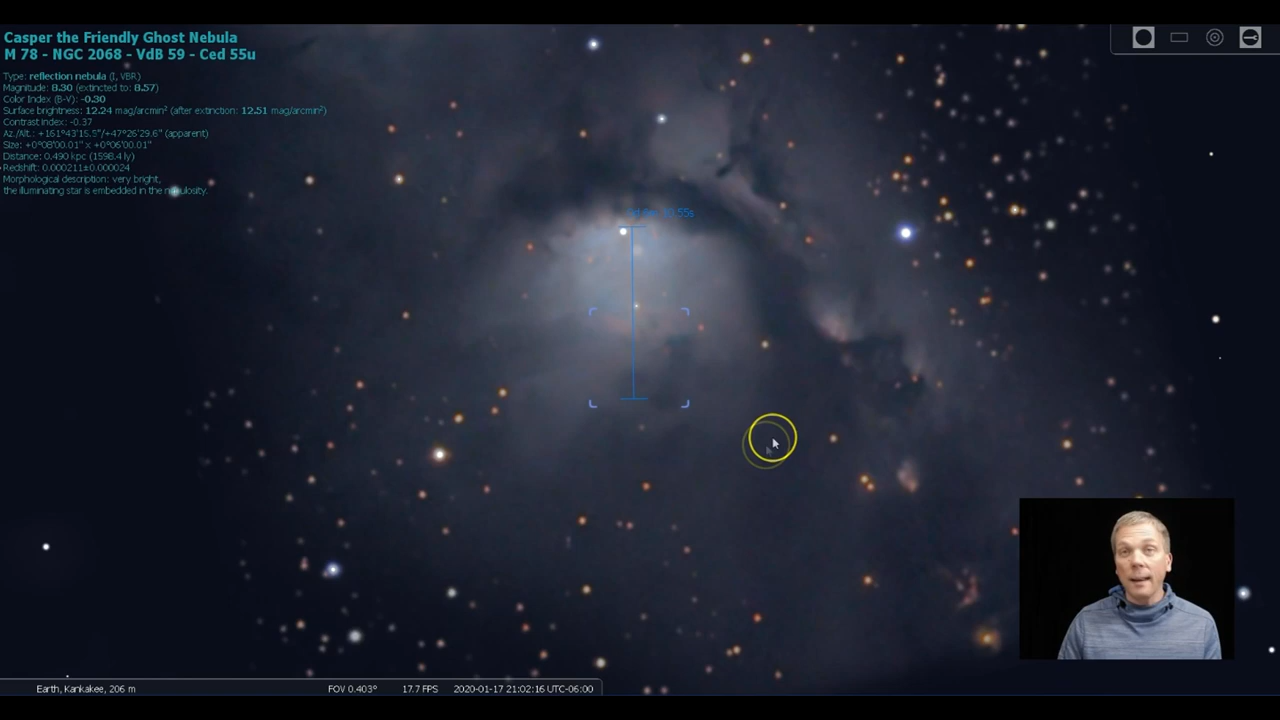 Casper the Friendly Ghost Nebula
M 78 - NGC 2068 - VdB 59 - Ced 55u
Type: reflection nebula (I, VBR)
Magnitude: 8.30 (extincted to: 8.57)
Color Index (B-V): -0.30
Surface brightness: 12.24 mag/arcmin² (after extinction: 12.51 mag/arcmin²)
Contrast index: -0.37
Az./Alt.: +161°43'15.5"/+47°26'29.6" (apparent)
Size: +0°08'00.01" x +0°06'00.01"
Distance: 0.490 kpc (1598.4 ly)
Redshift: 0.000211±0.000024
Morphological description: very bright,
the illuminating star is embedded in the nebulosity.
Earth, Kankakee, 206 m FOV 0.403° 17.7 FPS 2020-01-17 21:02:16 UTC-06:00